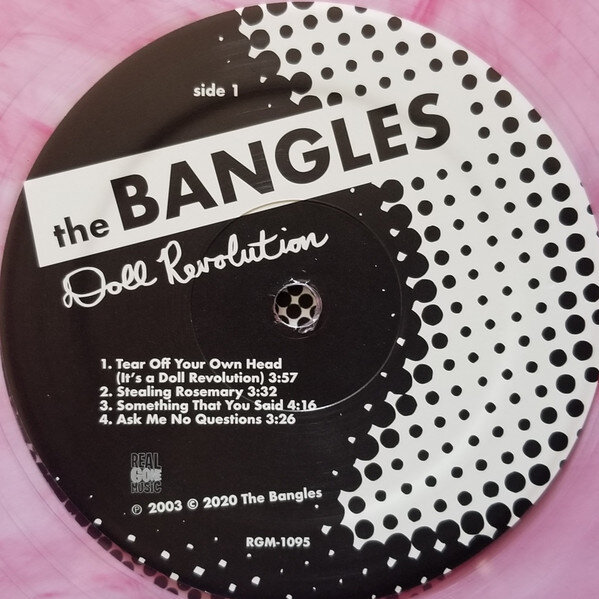 side 1
the BANGLES
Doll Revolution
1. Tear Off Your Own Head
(It's a Doll Revolution) 3:57
2. Stealing Rosemary 3:32
3. Something That You Said 4:16
4. Ask Me No Questions 3:26
REAL
GONE
MUSIC
℗ 2003 © 2020 The Bangles
RGM-1095